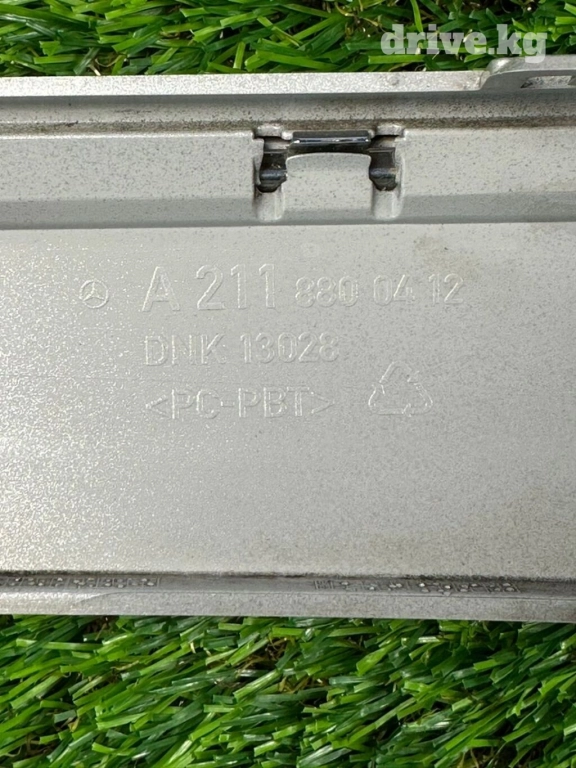 drive.kg
A 211 880 04 12
DNK 13028
>PC-PBT<